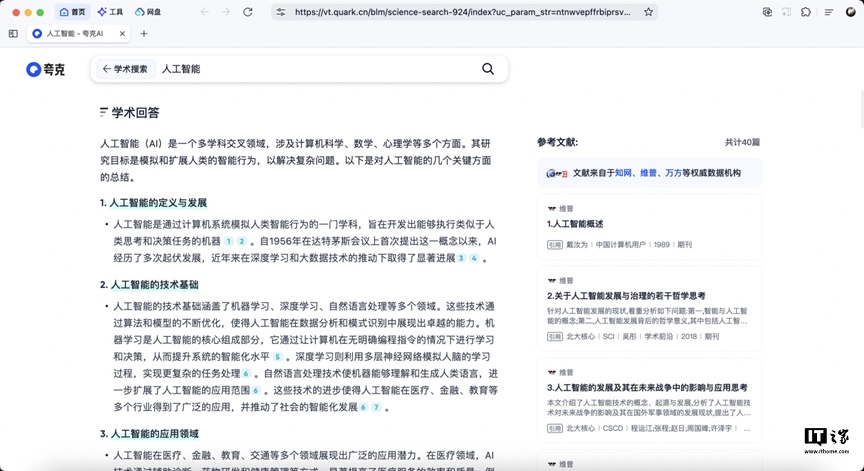 首页
工具
网盘
https://vt.quark.cn/blm/science-search-924/index?uc_param_str=ntnwvepffrbiprsv...
人工智能 - 夸克AI
夸克
学术搜索
人工智能
学术回答
人工智能（AI）是一个多学科交叉领域，涉及计算机科学、数学、心理学等多个方面。其研
究目标是模拟和扩展人类的智能行为，以解决复杂问题。以下是对人工智能的几个关键方面
的总结。
1. 人工智能的定义与发展
• 人工智能是通过计算机系统模拟人类智能行为的一门学科，旨在开发出能够执行类似于人
类思考和决策任务的机器 1 2 。自1956年在达特茅斯会议上首次提出这一概念以来，AI
经历了多次起伏发展，近年来在深度学习和大数据技术的推动下取得了显著进展 3 4 。
2. 人工智能的技术基础
• 人工智能的技术基础涵盖了机器学习、深度学习、自然语言处理等多个领域。这些技术通
过算法和模型的不断优化，使得人工智能在数据分析和模式识别中展现出卓越的能力。机
器学习是人工智能的核心组成部分，它通过让计算机在无明确编程指令的情况下进行学习
和决策，从而提升系统的智能化水平 5 。深度学习则利用多层神经网络模拟人脑的学习
过程，实现更复杂的任务处理 6 。自然语言处理技术使机器能够理解和生成人类语言，进
一步扩展了人工智能的应用范围 6 。这些技术的进步使得人工智能在医疗、金融、教育等
多个行业得到了广泛的应用，并推动了社会的智能化发展 6 7 。
3. 人工智能的应用领域
• 人工智能在医疗、金融、教育、交通等多个领域展现出广泛的应用潜力。在医疗领域，AI
参考文献:
共计40篇
文献来自于知网、维普、万方等权威数据机构
维普
1.人工智能概述
引用 戴汝为 | 中国计算机用户 | 1989 | 期刊
维普
2.关于人工智能发展与治理的若干哲学思考
针对人工智能发展的现状,着重分析如下问题:第一,智能与人工智
能的概念;第二,人工智能发展背后的哲学意义,其中包括人工智...
引用 北大核心 | SCI | 吴彤 | 学术前沿 | 2018 | 期刊
维普
3.人工智能的发展及其在未来战争中的影响与应用思考
本文介绍了人工智能技术的概念、起源与发展,分析了人工智能技
术对未来战争的影响及其在国外军事领域的发展现状,提出了人...
引用 北大核心 | CSCD | 程运江;张程;赵日;周国峰;许泽宇 | ...
维普
IT之家
www.ithome.com